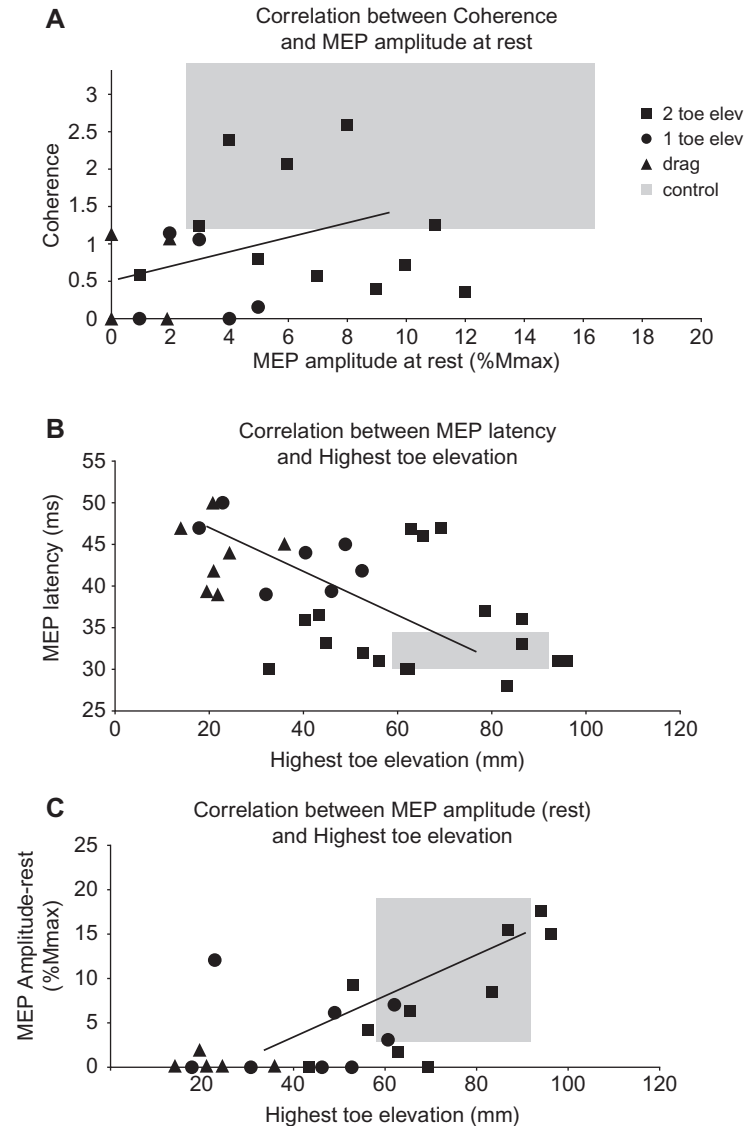 A
Correlation between Coherence
and MEP amplitude at rest
Coherence
3
2.5
2
1.5
1
0.5
0
0 2 4 6 8 10 12 14 16 18 20
MEP amplitude at rest (%Mmax)
2 toe elev
1 toe elev
drag
control
B
Correlation between MEP latency
and Highest toe elevation
MEP latency (ms)
55
50
45
40
35
30
25
0 20 40 60 80 100 120
Highest toe elevation (mm)
C
Correlation between MEP amplitude (rest)
and Highest toe elevation
MEP Amplitude-rest
(%Mmax)
25
20
15
10
5
0
20 40 60 80 100 120
Highest toe elevation (mm)